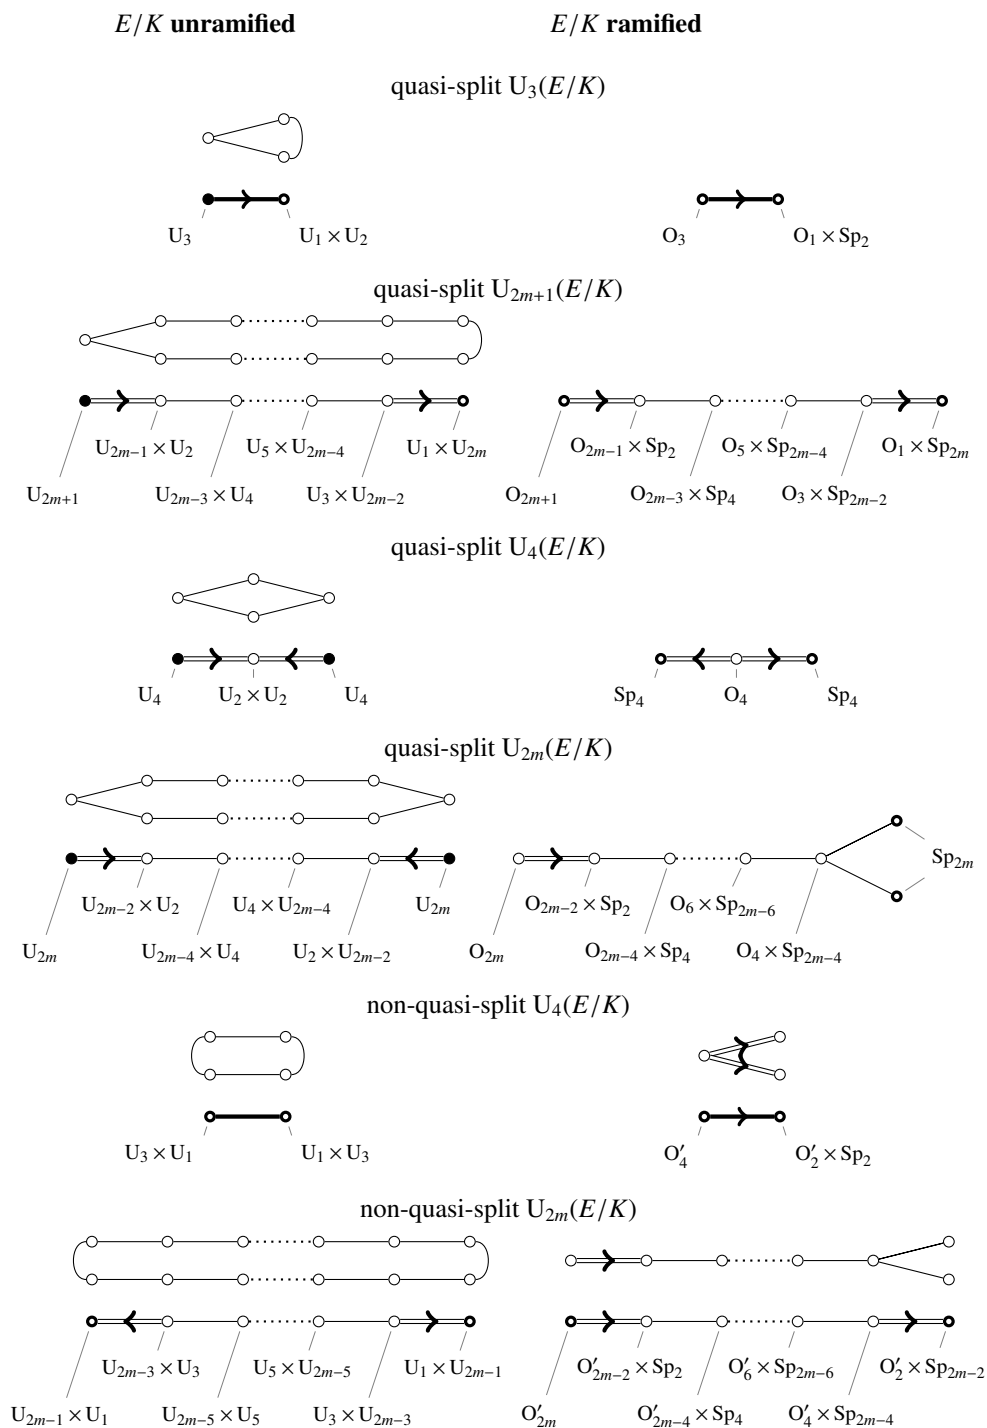 E/K unramified E/K ramified
quasi-split U₃(E/K)
U₃ U₁ × U₂ O₃ O₁ × Sp₂
quasi-split U₂ₘ₊₁(E/K)
U₂ₘ₋₁ × U₂ U₅ × U₂ₘ₋₄ U₁ × U₂ₘ O₂ₘ₋₁ × Sp₂ O₅ × Sp₂ₘ₋₄ O₁ × Sp₂ₘ
U₂ₘ₊₁ U₂ₘ₋₃ × U₄ U₃ × U₂ₘ₋₂ O₂ₘ₊₁ O₂ₘ₋₃ × Sp₄ O₃ × Sp₂ₘ₋₂
quasi-split U₄(E/K)
U₄ U₂ × U₂ U₄ Sp₄ O₄ Sp₄
quasi-split U₂ₘ(E/K)
Sp₂ₘ
U₂ₘ₋₂ × U₂ U₄ × U₂ₘ₋₄ U₂ₘ O₂ₘ₋₂ × Sp₂ O₆ × Sp₂ₘ₋₆
U₂ₘ U₂ₘ₋₄ × U₄ U₂ × U₂ₘ₋₂ O₂ₘ O₂ₘ₋₄ × Sp₄ O₄ × Sp₂ₘ₋₄
non-quasi-split U₄(E/K)
U₃ × U₁ U₁ × U₃ O′₄ O′₂ × Sp₂
non-quasi-split U₂ₘ(E/K)
U₂ₘ₋₃ × U₃ U₅ × U₂ₘ₋₅ U₁ × U₂ₘ₋₁ O′₂ₘ₋₂ × Sp₂ O′₆ × Sp₂ₘ₋₆ O′₂ × Sp₂ₘ₋₂
U₂ₘ₋₁ × U₁ U₂ₘ₋₅ × U₅ U₃ × U₂ₘ₋₃ O′₂ₘ O′₂ₘ₋₄ × Sp₄ O′₄ × Sp₂ₘ₋₄